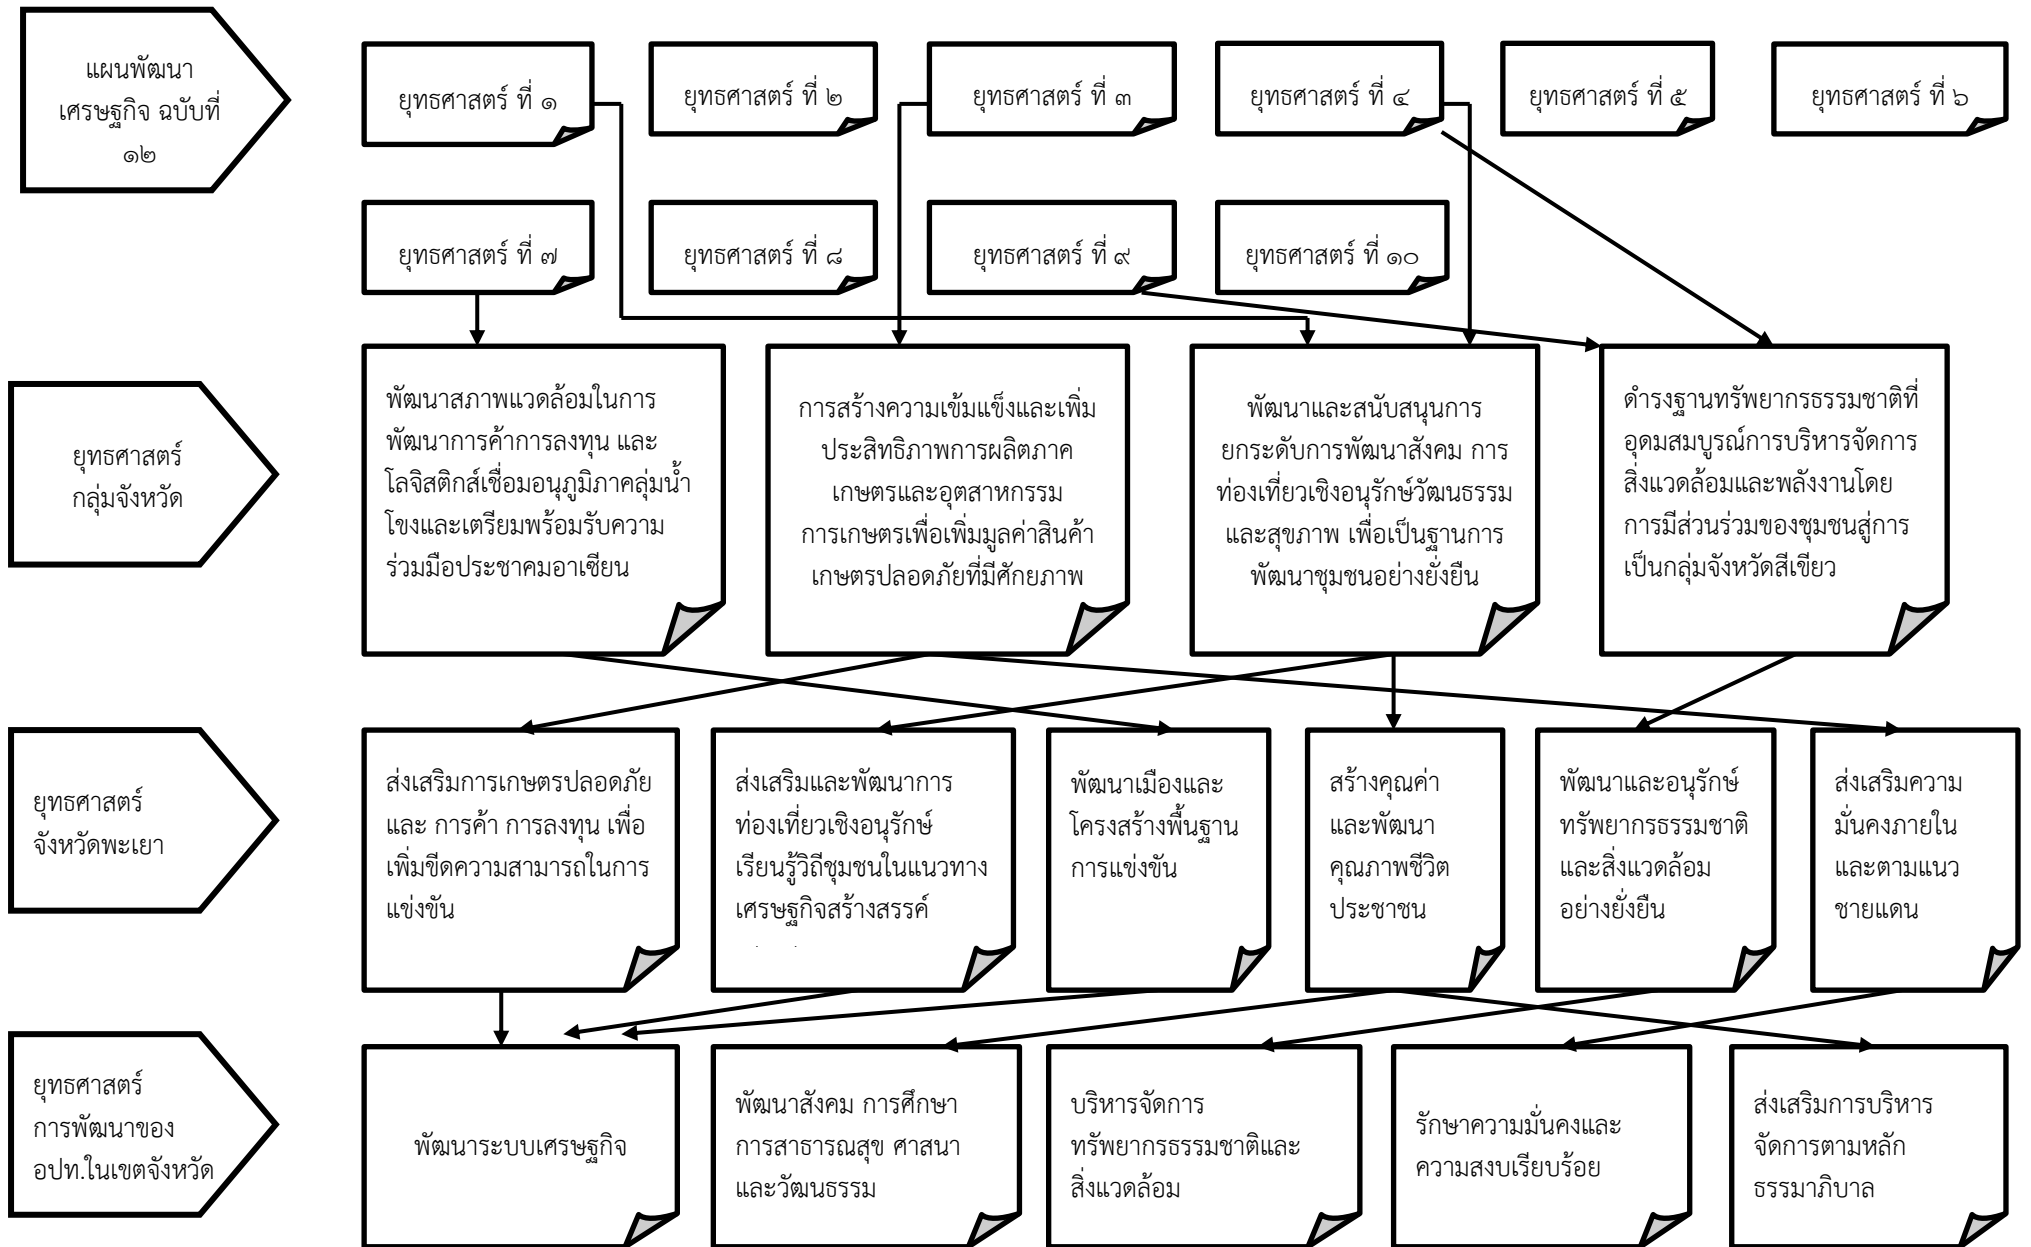 แผนพัฒนา
เศรษฐกิจ ฉบับที่
๑๒
ยุทธศาสตร์ ที่ ๑
ยุทธศาสตร์ ที่ ๒
ยุทธศาสตร์ ที่ ๓
ยุทธศาสตร์ ที่ ๔
ยุทธศาสตร์ ที่ ๕
ยุทธศาสตร์ ที่ ๖
ยุทธศาสตร์ ที่ ๗
ยุทธศาสตร์ ที่ ๘
ยุทธศาสตร์ ที่ ๙
ยุทธศาสตร์ ที่ ๑๐
ยุทธศาสตร์
กลุ่มจังหวัด
พัฒนาสภาพแวดล้อมในการ
พัฒนาการค้าการลงทุน และ
โลจิสติกส์เชื่อมอนุภูมิภาคลุ่มน้ำ
โขงและเตรียมพร้อมรับความ
ร่วมมือประชาคมอาเซียน
การสร้างความเข้มแข็งและเพิ่ม
ประสิทธิภาพการผลิตภาค
เกษตรและอุตสาหกรรม
การเกษตรเพื่อเพิ่มมูลค่าสินค้า
เกษตรปลอดภัยที่มีศักยภาพ
พัฒนาและสนับสนุนการ
ยกระดับการพัฒนาสังคม การ
ท่องเที่ยวเชิงอนุรักษ์วัฒนธรรม
และสุขภาพ เพื่อเป็นฐานการ
พัฒนาชุมชนอย่างยั่งยืน
ดำรงฐานทรัพยากรธรรมชาติที่
อุดมสมบูรณ์การบริหารจัดการ
สิ่งแวดล้อมและพลังงานโดย
การมีส่วนร่วมของชุมชนสู่การ
เป็นกลุ่มจังหวัดสีเขียว
ยุทธศาสตร์
จังหวัดพะเยา
ส่งเสริมการเกษตรปลอดภัย
และ การค้า การลงทุน เพื่อ
เพิ่มขีดความสามารถในการ
แข่งขัน
ส่งเสริมและพัฒนาการ
ท่องเที่ยวเชิงอนุรักษ์
เรียนรู้วิถีชุมชนในแนวทาง
เศรษฐกิจสร้างสรรค์
พัฒนาเมืองและ
โครงสร้างพื้นฐาน
การแข่งขัน
สร้างคุณค่า
และพัฒนา
คุณภาพชีวิต
ประชาชน
พัฒนาและอนุรักษ์
ทรัพยากรธรรมชาติ
และสิ่งแวดล้อม
อย่างยั่งยืน
ส่งเสริมความ
มั่นคงภายใน
และตามแนว
ชายแดน
ยุทธศาสตร์
การพัฒนาของ
อปท.ในเขตจังหวัด
พัฒนาระบบเศรษฐกิจ
พัฒนาสังคม การศึกษา
การสาธารณสุข ศาสนา
และวัฒนธรรม
บริหารจัดการ
ทรัพยากรธรรมชาติและ
สิ่งแวดล้อม
รักษาความมั่นคงและ
ความสงบเรียบร้อย
ส่งเสริมการบริหาร
จัดการตามหลัก
ธรรมาภิบาล